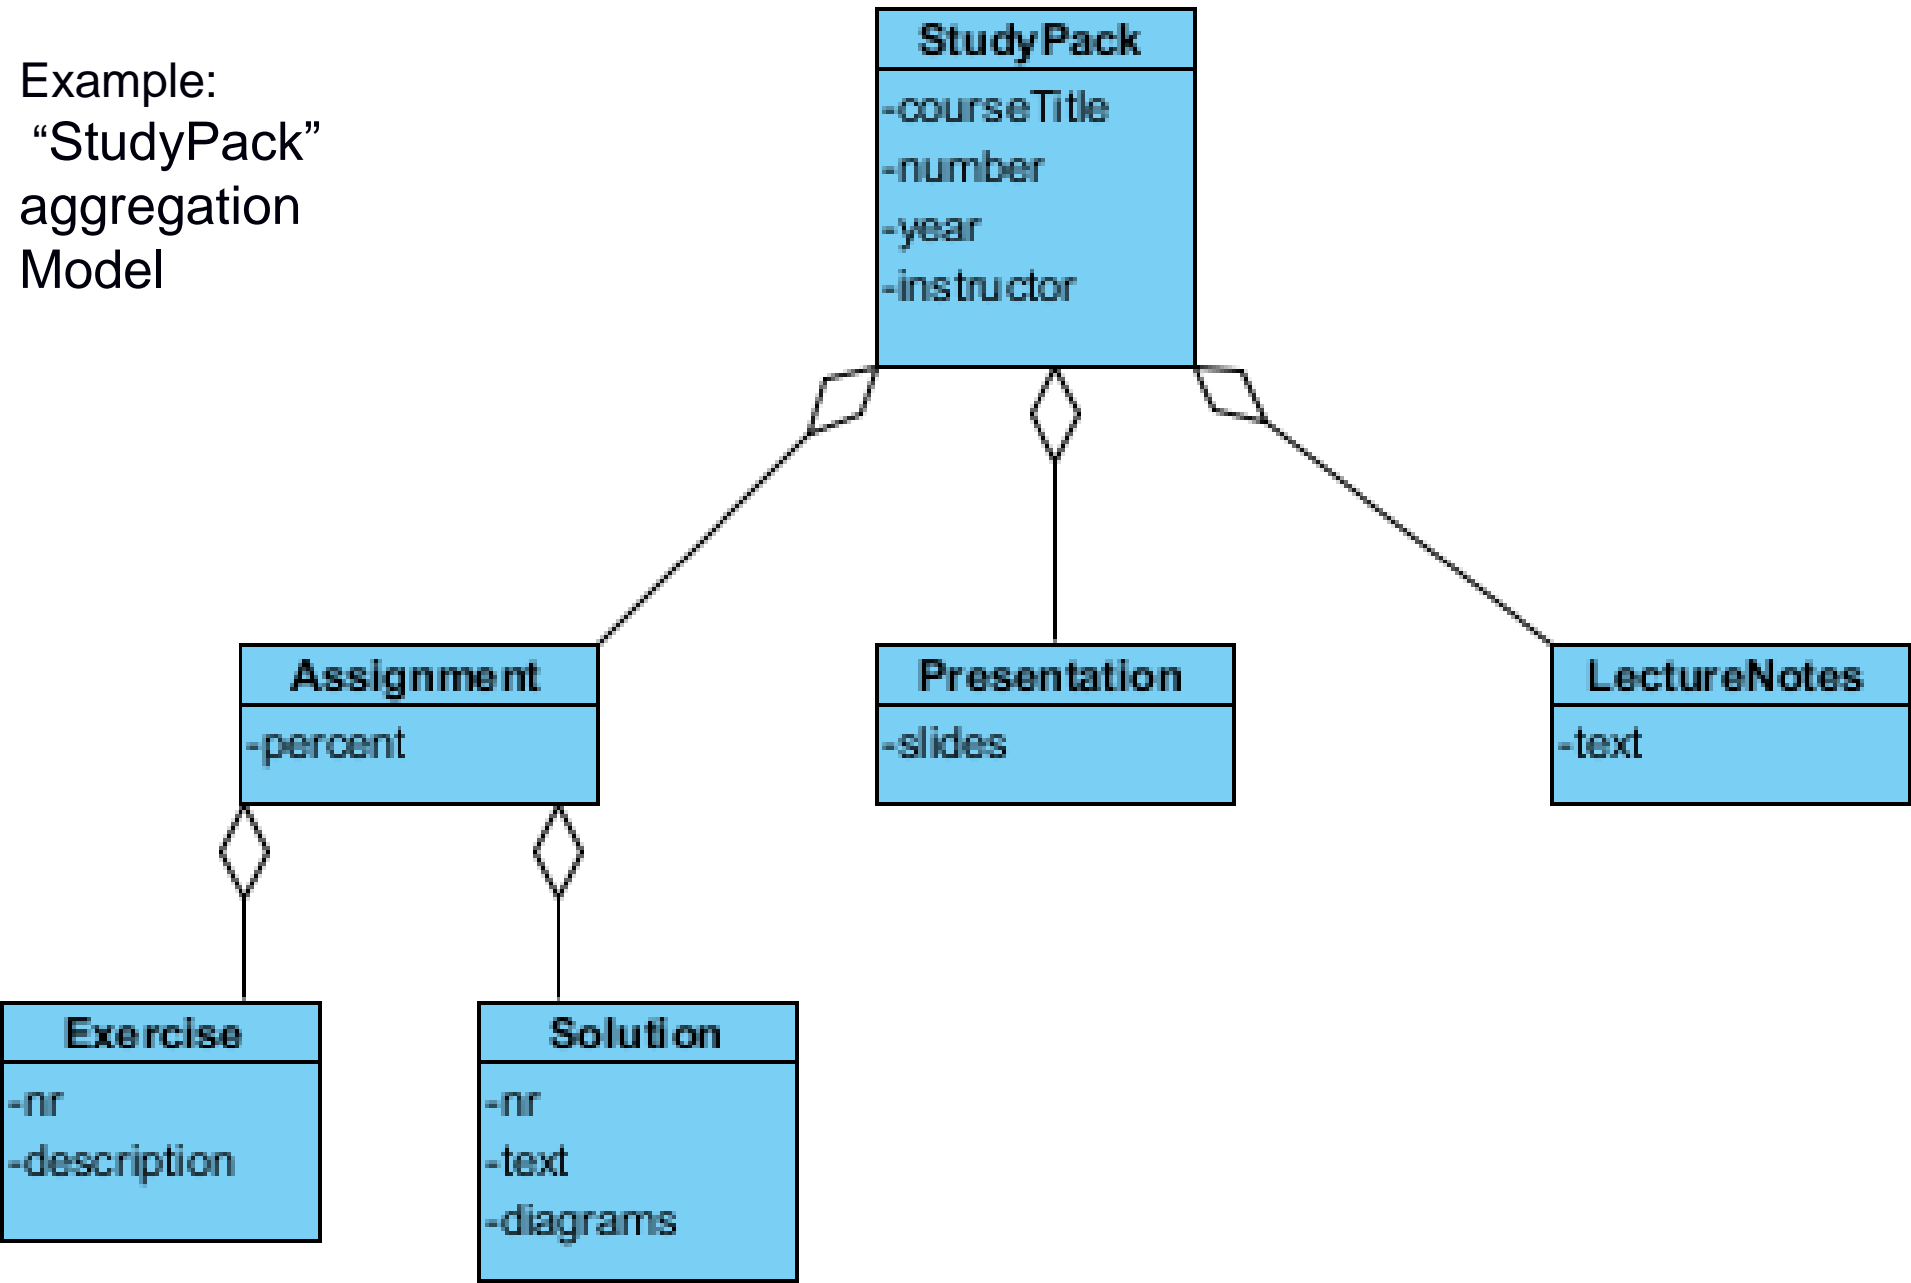 Example:
“StudyPack”
aggregation
Model
StudyPack
-courseTitle
-number
-year
-instructor
Assignment
-percent
Presentation
-slides
LectureNotes
-text
Exercise
-nr
-description
Solution
-nr
-text
-diagrams